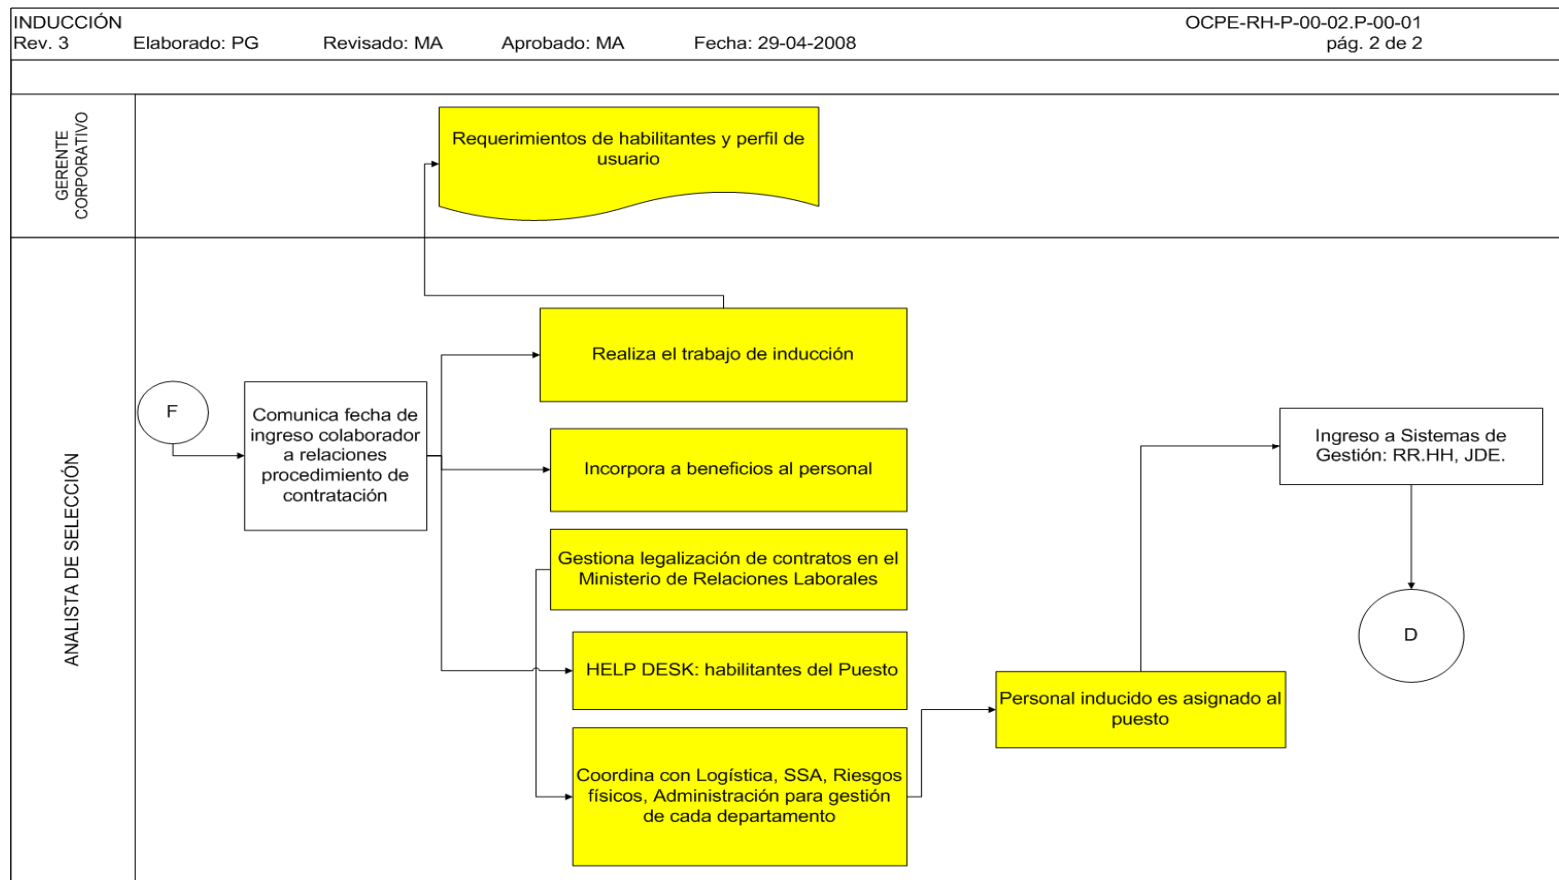 INDUCCIÓN
OCPE-RH-P-00-02.P-00-01
Rev. 3 Elaborado: PG Revisado: MA Aprobado: MA Fecha: 29-04-2008
pág. 2 de 2
GERENTE
CORPORATIVO
Requerimientos de habilitantes y perfil de
usuario
ANALISTA DE SELECCIÓN
F
Comunica fecha de
ingreso colaborador
a relaciones
procedimiento de
contratación
Realiza el trabajo de inducción
Incorpora a beneficios al personal
Gestiona legalización de contratos en el
Ministerio de Relaciones Laborales
HELP DESK: habilitantes del Puesto
Coordina con Logística, SSA, Riesgos
físicos, Administración para gestión
de cada departamento
Personal inducido es asignado al
puesto
Ingreso a Sistemas de
Gestión: RR.HH, JDE.
D